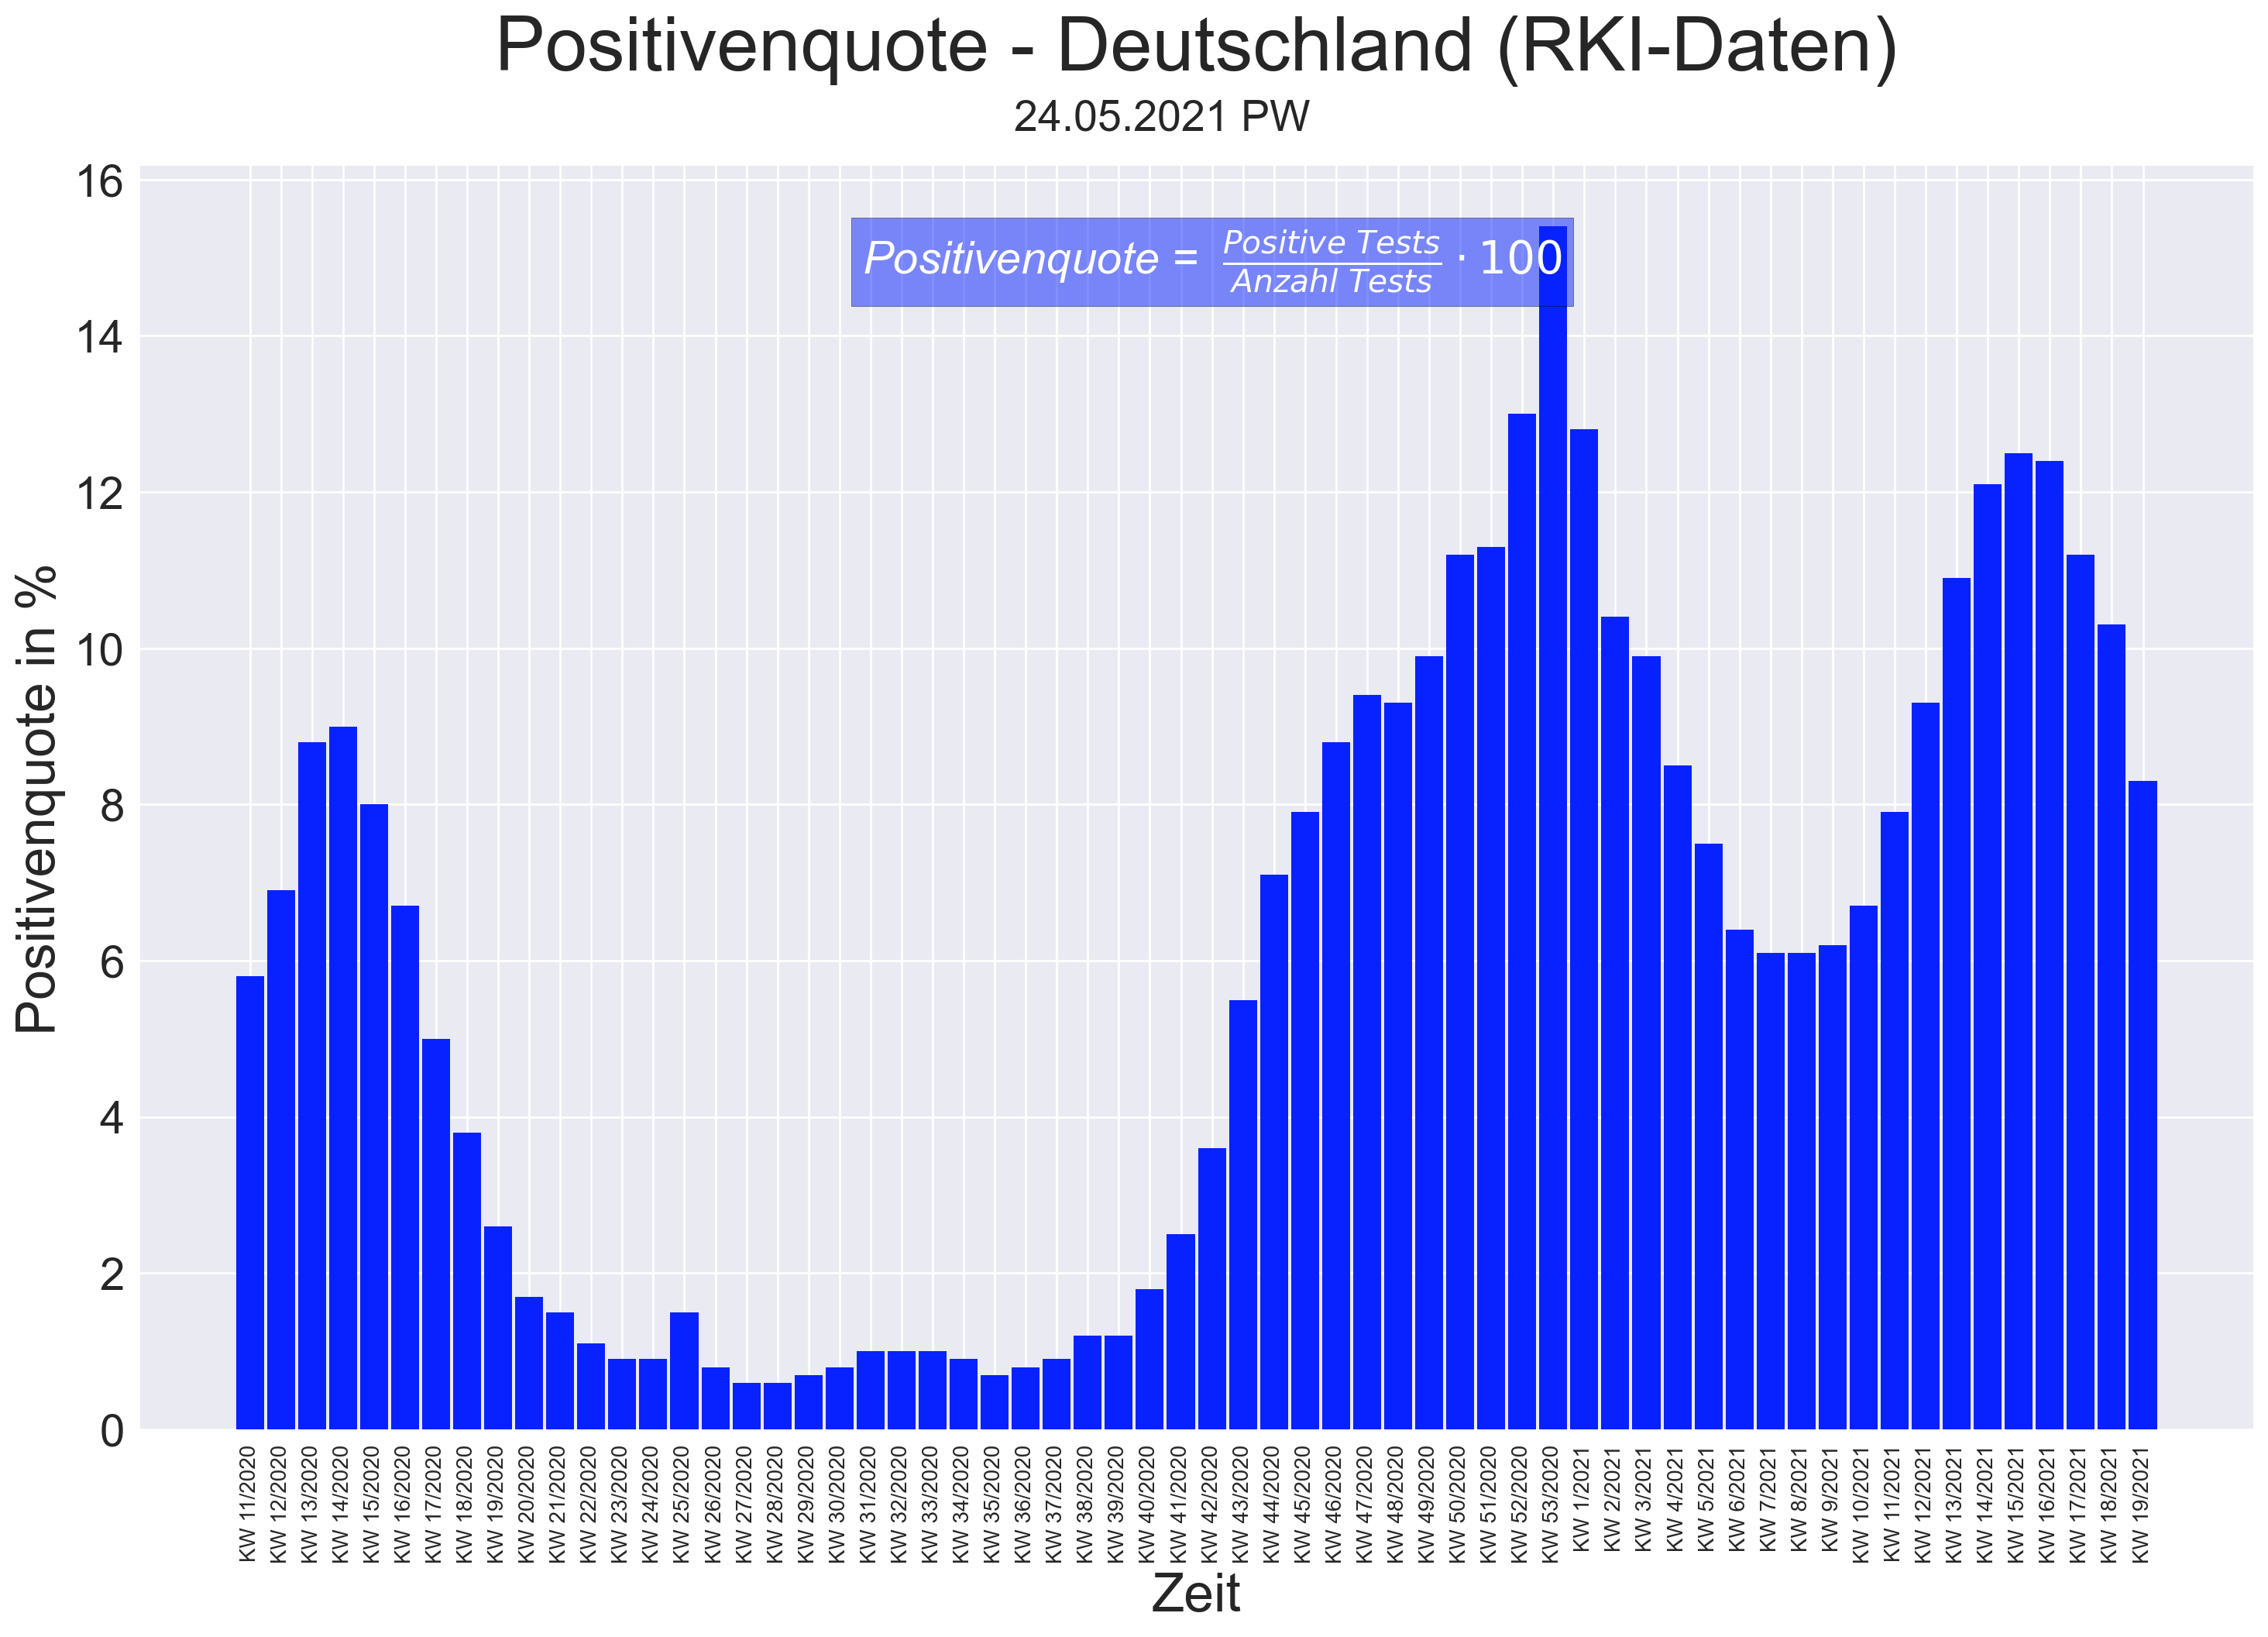 Positivenquote - Deutschland (RKI-Daten)
24.05.2021 PW
Positivenquote = Positive Tests / Anzahl Tests · 100
Positivenquote in %
16
14
12
10
8
6
4
2
0
KW 11/2020
KW 12/2020
KW 13/2020
KW 14/2020
KW 15/2020
KW 16/2020
KW 17/2020
KW 18/2020
KW 19/2020
KW 20/2020
KW 21/2020
KW 22/2020
KW 23/2020
KW 24/2020
KW 25/2020
KW 26/2020
KW 27/2020
KW 28/2020
KW 29/2020
KW 30/2020
KW 31/2020
KW 32/2020
KW 33/2020
KW 34/2020
KW 35/2020
KW 36/2020
KW 37/2020
KW 38/2020
KW 39/2020
KW 40/2020
KW 41/2020
KW 42/2020
KW 43/2020
KW 44/2020
KW 45/2020
KW 46/2020
KW 47/2020
KW 48/2020
KW 49/2020
KW 50/2020
KW 51/2020
KW 52/2020
KW 53/2020
KW 1/2021
KW 2/2021
KW 3/2021
KW 4/2021
KW 5/2021
KW 6/2021
KW 7/2021
KW 8/2021
KW 9/2021
KW 10/2021
KW 11/2021
KW 12/2021
KW 13/2021
KW 14/2021
KW 15/2021
KW 16/2021
KW 17/2021
KW 18/2021
KW 19/2021
Zeit